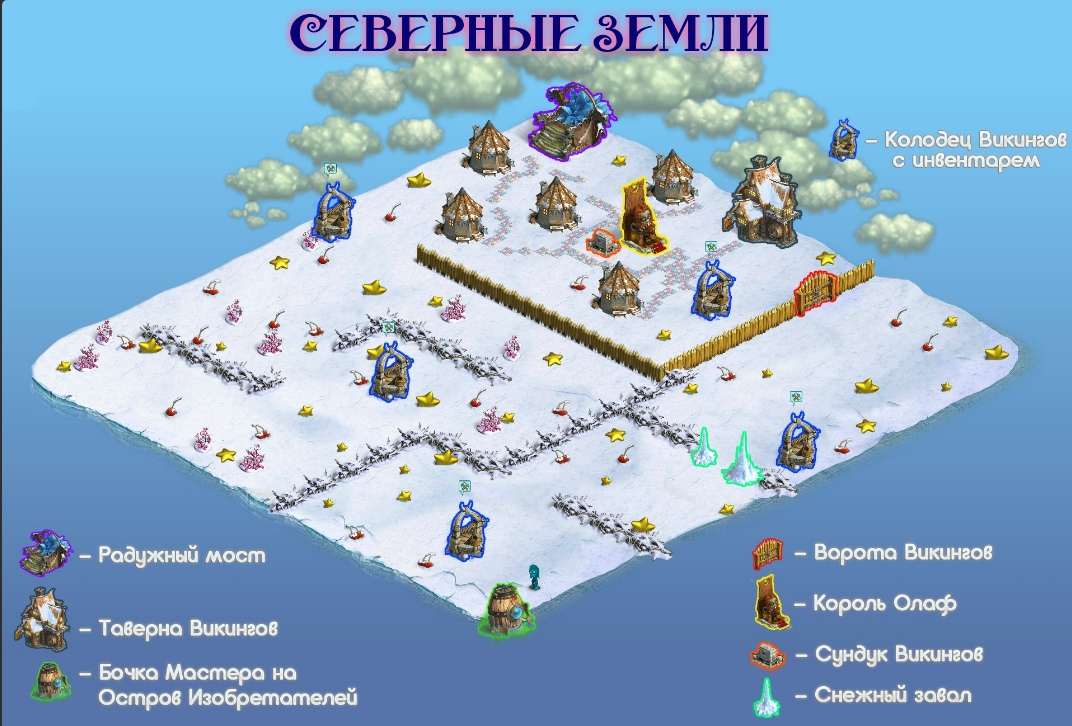 СЕВЕРНЫЕ ЗЕМЛИ
– Колодец Викингов
с инвентарем
– Радужный мост
– Таверна Викингов
– Бочка Мастера на
Остров Изобретателей
– Ворота Викингов
– Король Олаф
– Сундук Викингов
– Снежный завал